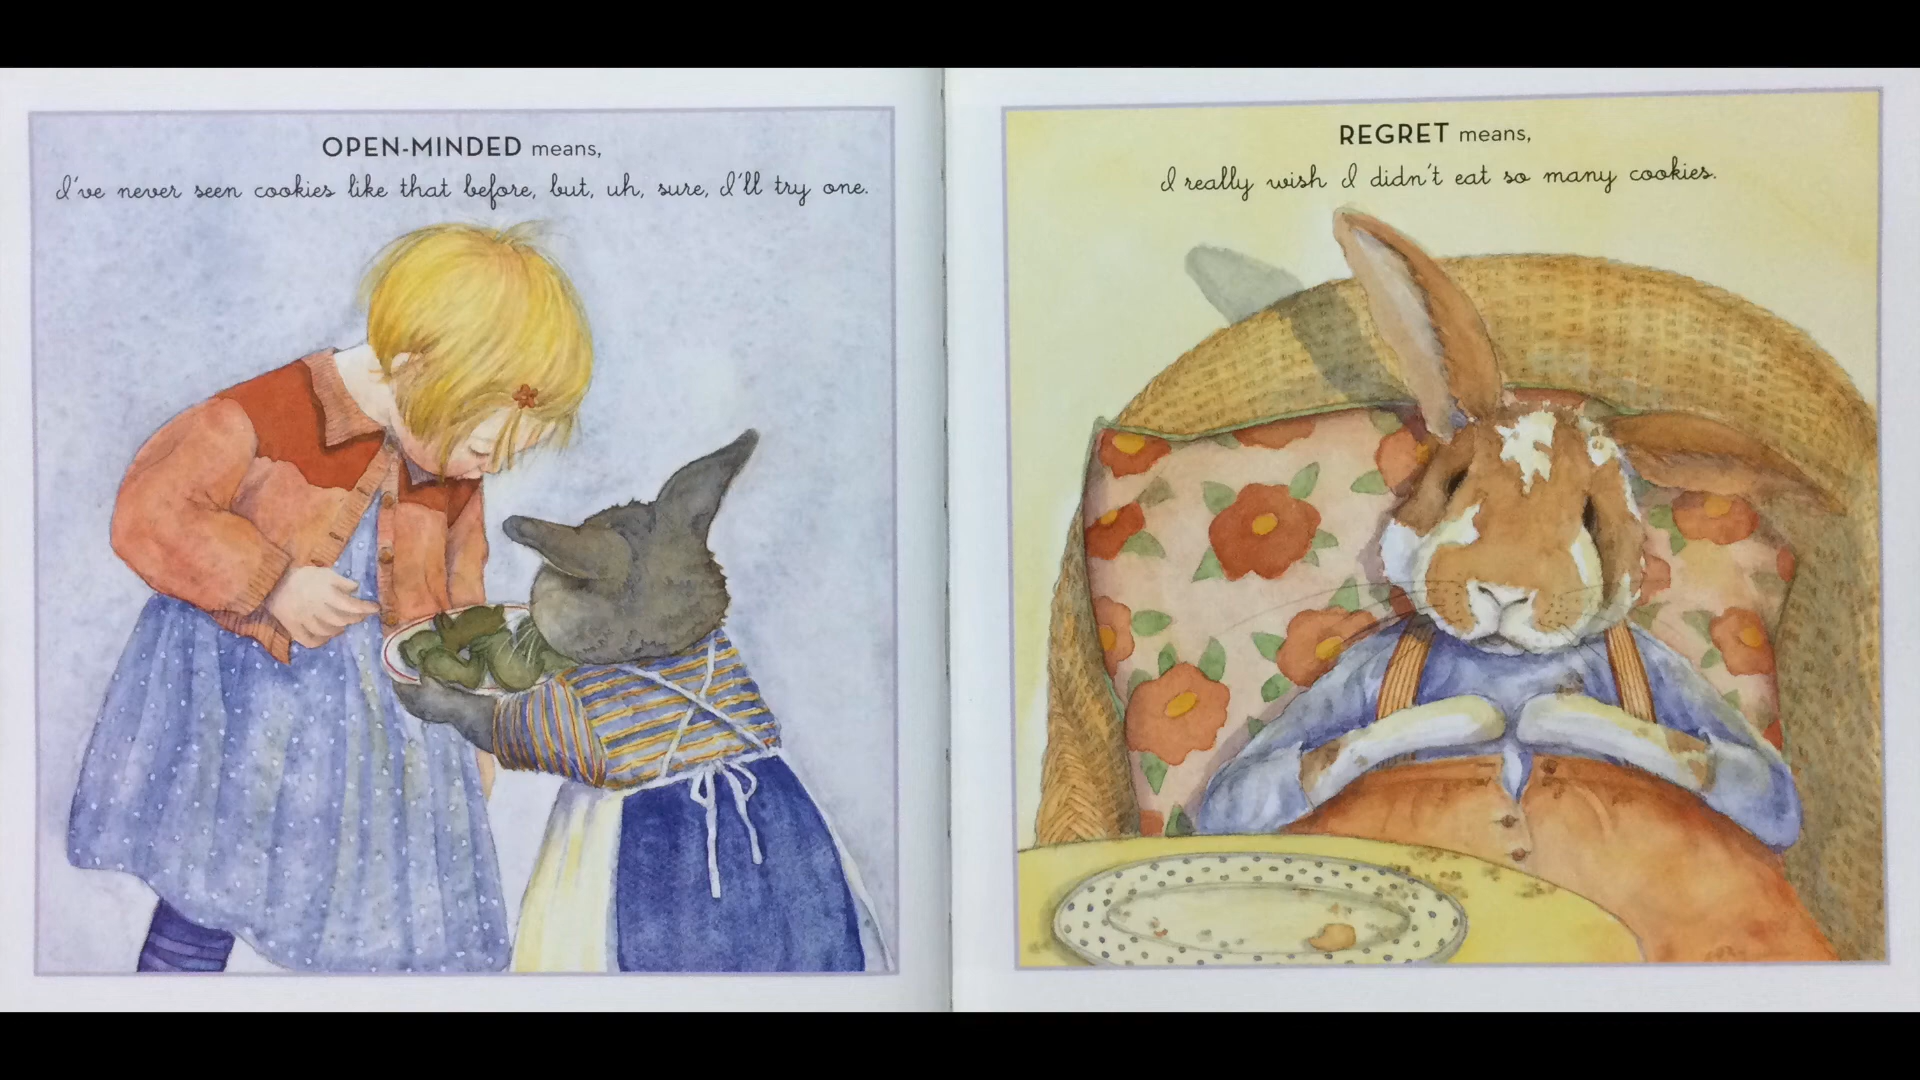 OPEN-MINDED means,
I've never seen cookies like that before, but, uh, sure, I'll try one.
REGRET means,
I really wish I didn't eat so many cookies.